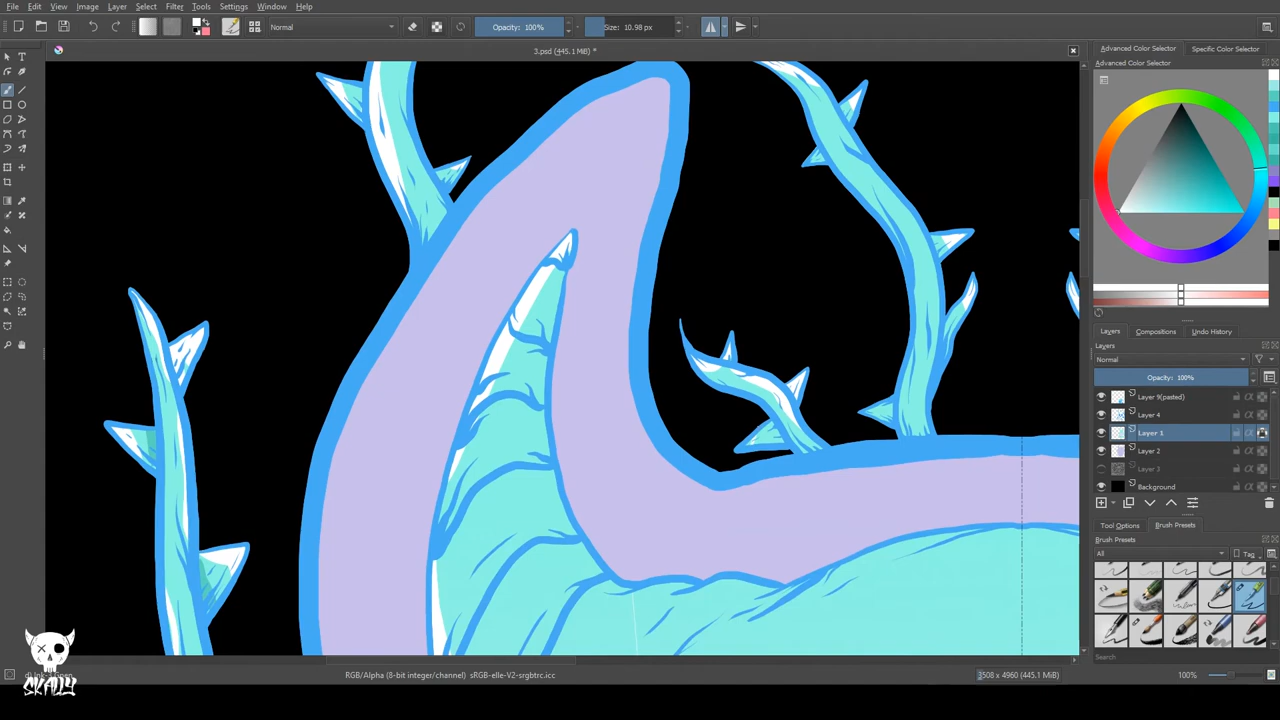 File Edit View Image Layer Select Filter Tools Settings Window Help
Normal Opacity: 100% Size: 10.98 px
3.psd (445.1 MiB) *
Advanced Color Selector Specific Color Selector
Advanced Color Selector
Layers Compositions Undo History
Layers
Normal
Opacity: 100%
Layer 9(pasted)
Layer 4
Layer 1
Layer 2
Layer 3
Background
Tool Options Brush Presets
Brush Presets
All Tag
Search
RGB/Alpha (8-bit integer/channel) sRGB-elle-V2-srgbtrc.icc
3508 x 4960 (445.1 MiB) 100%
SKALLY